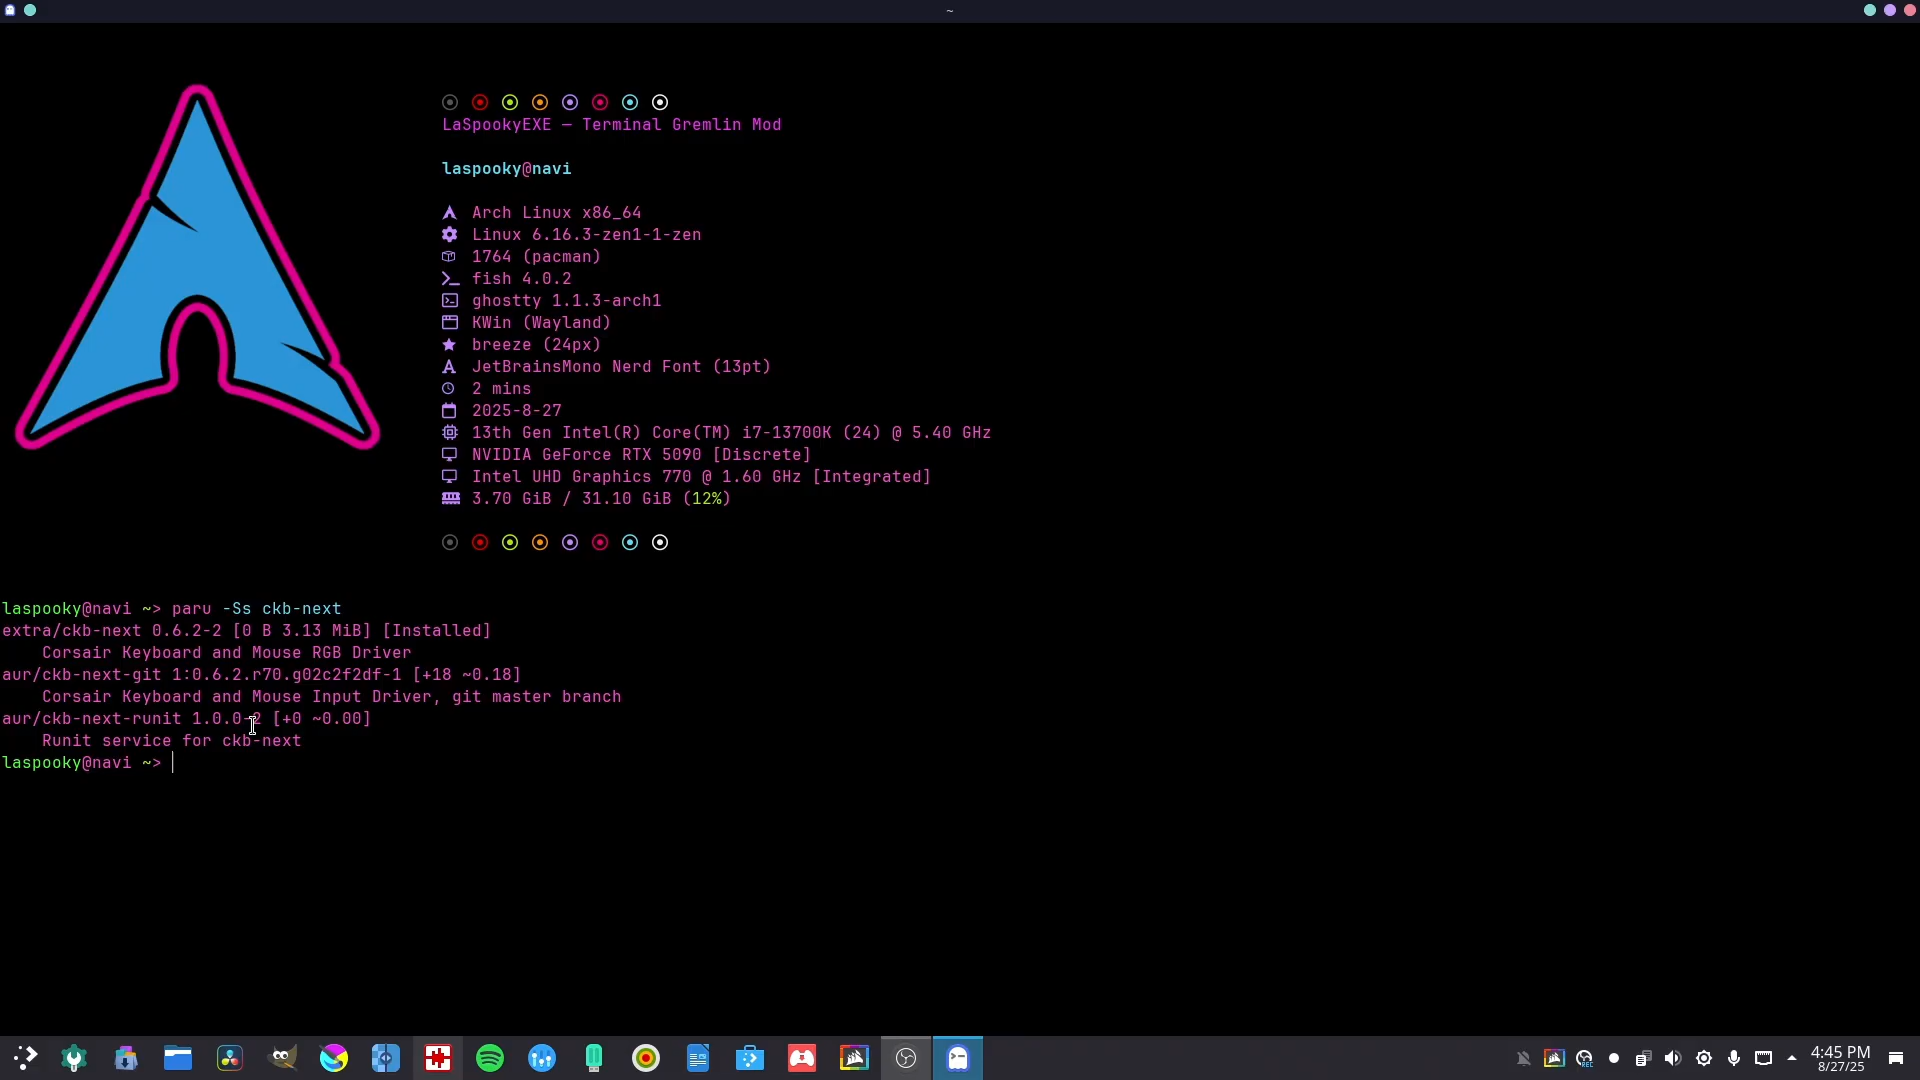 ~
LaSpookyEXE — Terminal Gremlin Mod
laspooky@navi
Arch Linux x86_64
Linux 6.16.3-zen1-1-zen
1764 (pacman)
fish 4.0.2
ghostty 1.1.3-arch1
KWin (Wayland)
breeze (24px)
JetBrainsMono Nerd Font (13pt)
2 mins
2025-8-27
13th Gen Intel(R) Core(TM) i7-13700K (24) @ 5.40 GHz
NVIDIA GeForce RTX 5090 [Discrete]
Intel UHD Graphics 770 @ 1.60 GHz [Integrated]
3.70 GiB / 31.10 GiB (12%)
laspooky@navi ~> paru -Ss ckb-next
extra/ckb-next 0.6.2-2 [0 B 3.13 MiB] [Installed]
    Corsair Keyboard and Mouse RGB Driver
aur/ckb-next-git 1:0.6.2.r70.g02c2f2df-1 [+18 ~0.18]
    Corsair Keyboard and Mouse Input Driver, git master branch
aur/ckb-next-runit 1.0.0-2 [+0 ~0.00]
    Runit service for ckb-next
laspooky@navi ~>
REC
4:45 PM
8/27/25